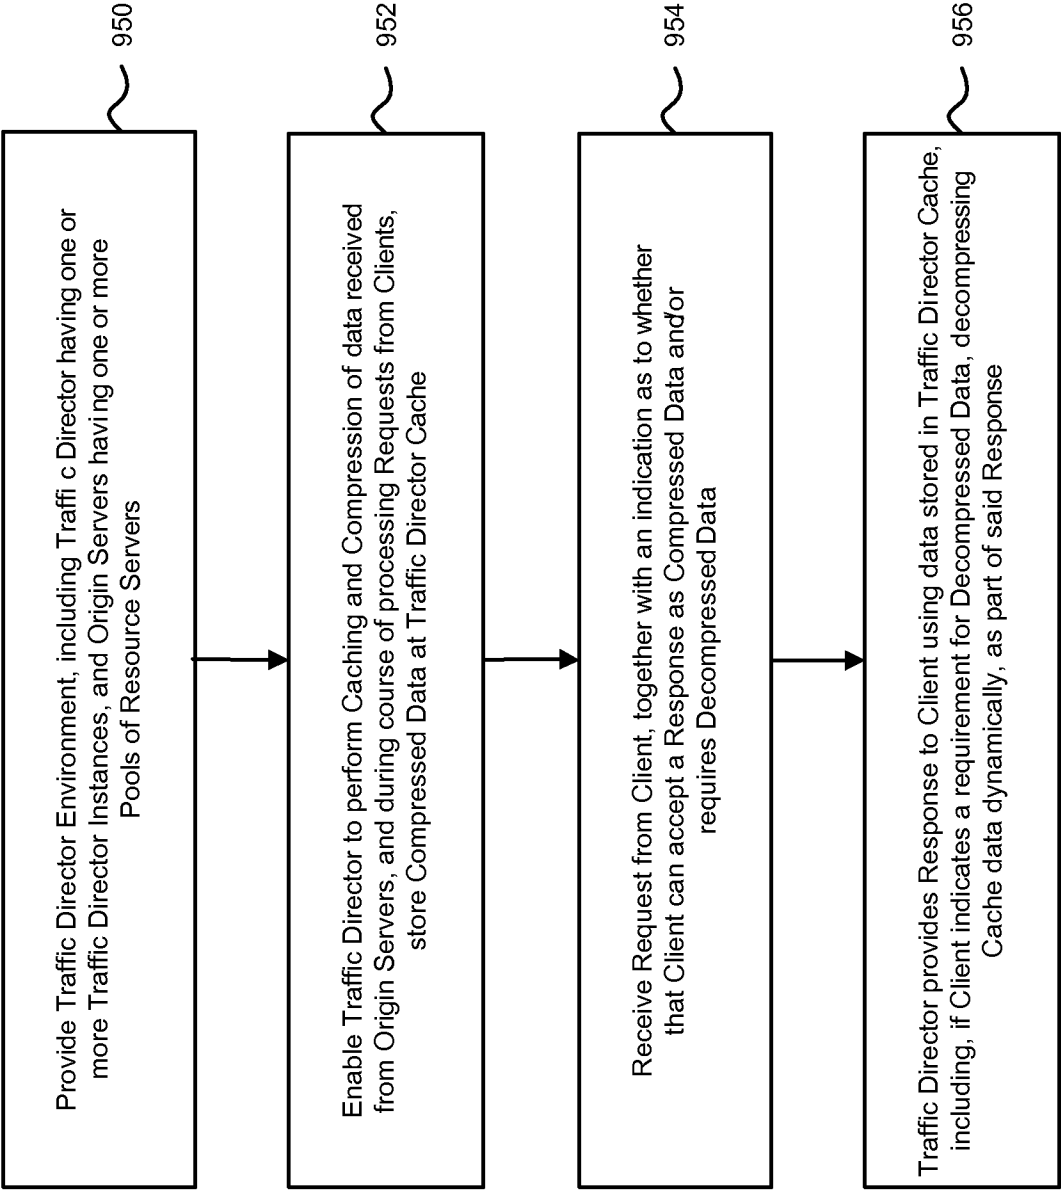 950
Provide Traffic Director Environment, including Traffi c Director having one or
more Traffic Director Instances, and Origin Servers having one or more
Pools of Resource Servers
952
Enable Traffic Director to perform Caching and Compression of data received
from Origin Servers, and during course of processing Requests from Clients,
store Compressed Data at Traffic Director Cache
954
Receive Request from Client, together with an indication as to whether
that Client can accept a Response as Compressed Data and/or
requires Decompressed Data
956
Traffic Director provides Response to Client using data stored in Traffic Director Cache,
including, if Client indicates a requirement for Decompressed Data, decompressing
Cache data dynamically, as part of said Response